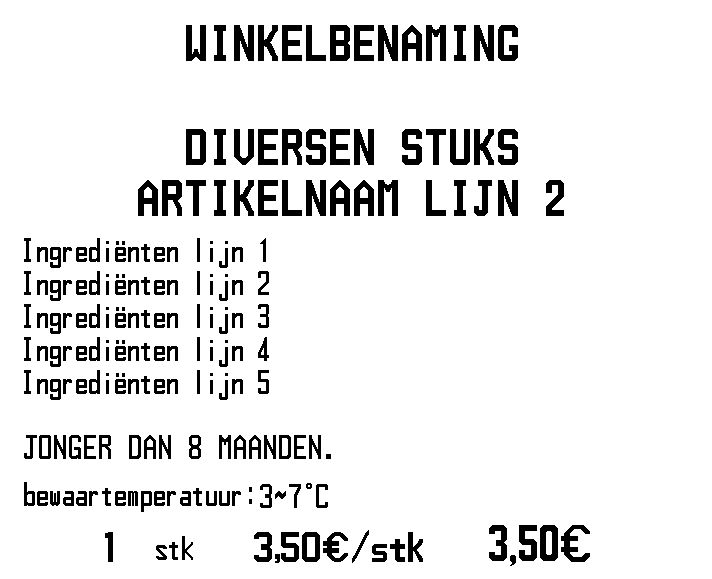 WINKELBENAMING
DIVERSEN STUKS
ARTIKELNAAM LIJN 2
Ingrediënten lijn 1
Ingrediënten lijn 2
Ingrediënten lijn 3
Ingrediënten lijn 4
Ingrediënten lijn 5
JONGER DAN 8 MAANDEN.
bewaartemperatuur:3~7°C
1 stk 3,50€/stk 3,50€